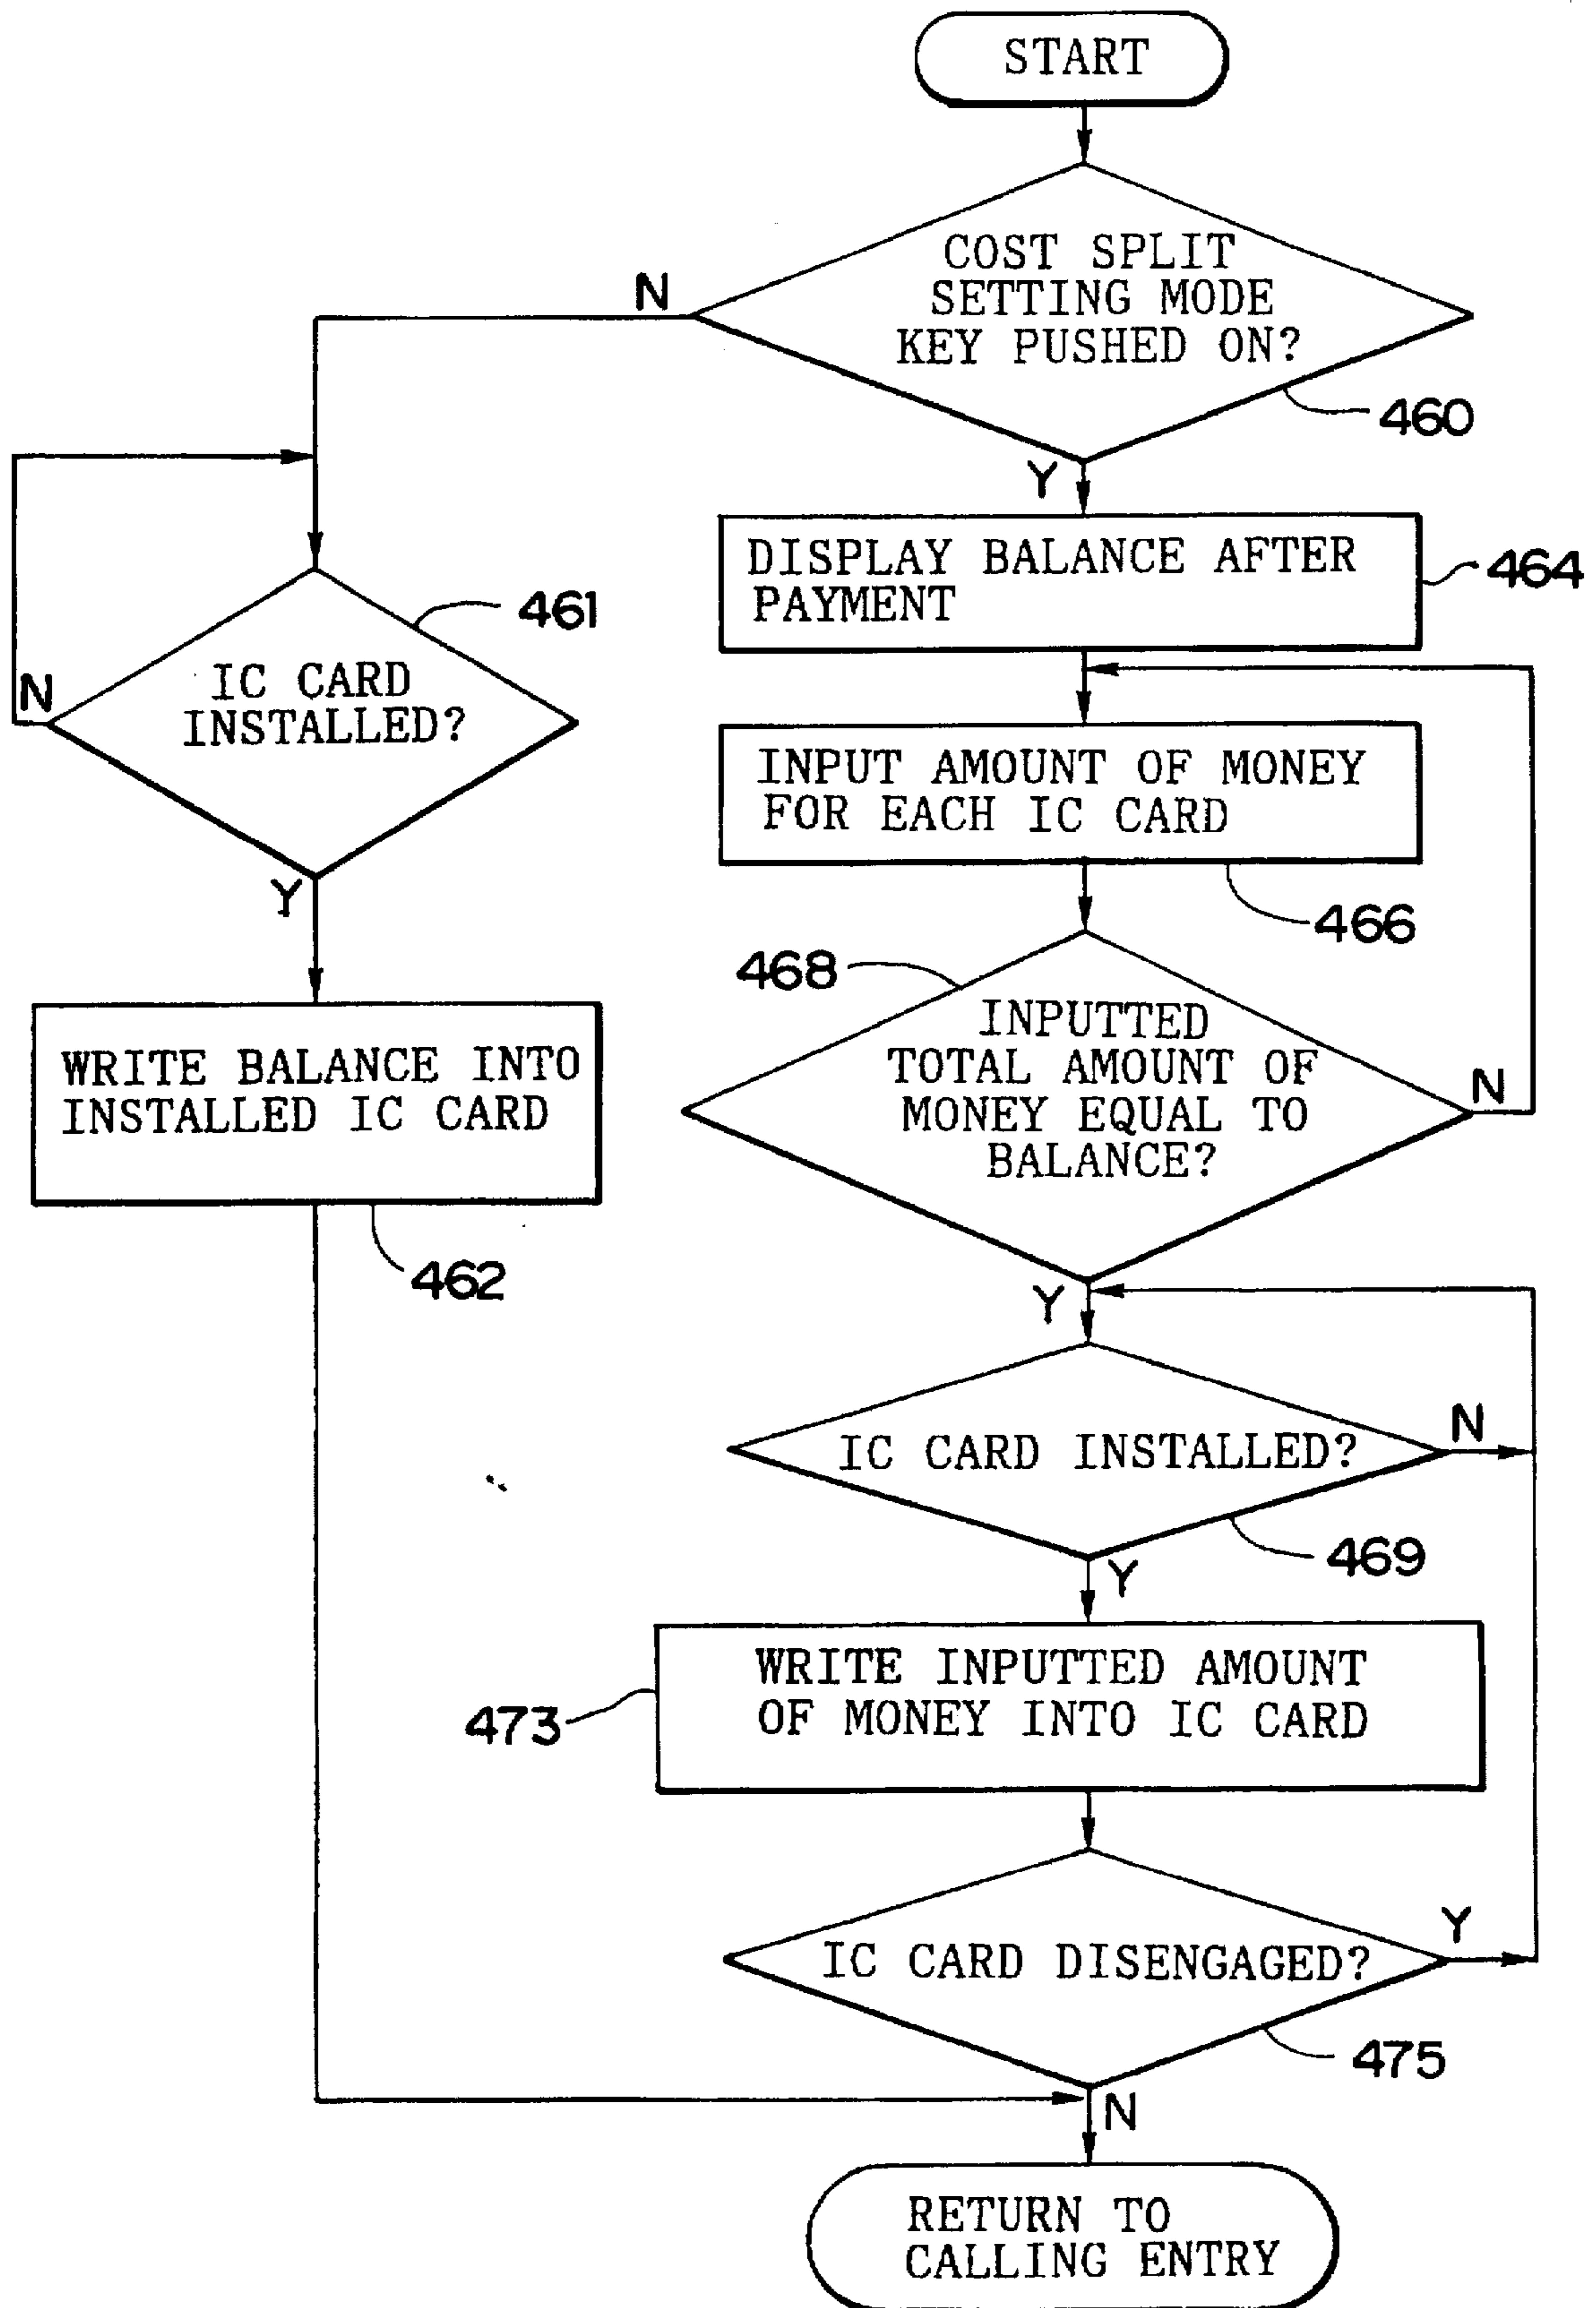 START
COST SPLIT
SETTING MODE
KEY PUSHED ON?
N
460
Y
DISPLAY BALANCE AFTER
PAYMENT
464
461
IC CARD
INSTALLED?
N
Y
INPUT AMOUNT OF MONEY
FOR EACH IC CARD
466
468
INPUTTED
TOTAL AMOUNT OF
MONEY EQUAL TO
BALANCE?
N
Y
WRITE BALANCE INTO
INSTALLED IC CARD
462
IC CARD INSTALLED?
N
469
Y
WRITE INPUTTED AMOUNT
OF MONEY INTO IC CARD
473
IC CARD DISENGAGED?
Y
475
N
RETURN TO
CALLING ENTRY